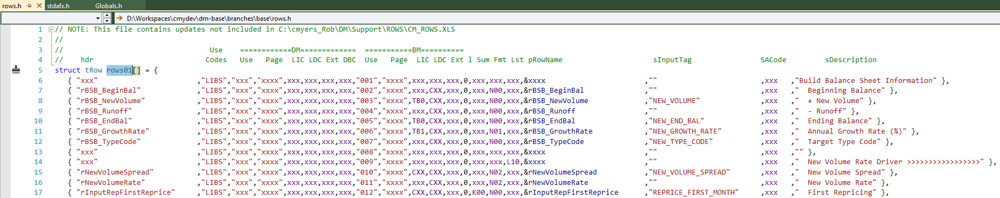 rows.h stdafx.h Globals.h
D:\Workspaces\cmydev\dm-base\branches\base\rows.h
1 // NOTE: This file contains updates not included in C:\cmyers_Rob\DM\Support\ROWS\CM_ROWS.XLS
2 //
3 // Use ============DM============= ===========BM==========
4 // hdr Codes Use Page LIC LDC Ext DBC Use Page LIC LDC Ext l Sum Fmt Lst pRowName sInputTag SACode sDescription
5 struct tRow rows01[] = {
6 { "xxx" ,"LIBS","xxx","xxxx",xxx,xxx,xxx,xxx,"001","xxxx",xxx,xxx,xxx,0,xxx,xxx,xxx,&xxxx ,"" ,xxx ,"Build Balance Sheet Information" },
7 { "rBSB_BeginBal" ,"LIBS","xxx","xxxx",xxx,xxx,xxx,xxx,"002","xxxx",xxx,CXX,xxx,0,xxx,N00,xxx,&rBSB_BeginBal ,"" ,xxx ," Beginning Balance" },
8 { "rBSB_NewVolume" ,"LIBS","xxx","xxxx",xxx,xxx,xxx,xxx,"003","xxxx",TB0,CXX,xxx,0,xxx,N00,xxx,&rBSB_NewVolume ,"NEW_VOLUME" ,xxx ," + New Volume" },
9 { "rBSB_Runoff" ,"LIBS","xxx","xxxx",xxx,xxx,xxx,xxx,"004","xxxx",xxx,CXX,xxx,0,xxx,N00,xxx,&rBSB_Runoff ,"" ,xxx ," - Runoff" },
10 { "rBSB_EndBal" ,"LIBS","xxx","xxxx",xxx,xxx,xxx,xxx,"005","xxxx",TB0,CXX,xxx,0,xxx,N00,xxx,&rBSB_EndBal ,"NEW_END_BAL" ,xxx ," Ending Balance" },
11 { "rBSB_GrowthRate" ,"LIBS","xxx","xxxx",xxx,xxx,xxx,xxx,"006","xxxx",TB1,CXX,xxx,0,xxx,N01,xxx,&rBSB_GrowthRate ,"NEW_GROWTH_RATE" ,xxx ," Annual Growth Rate (%)" },
12 { "rBSB_TypeCode" ,"LIBS","xxx","xxxx",xxx,xxx,xxx,xxx,"007","xxxx",xxx,CXX,xxx,0,xxx,N00,xxx,&rBSB_TypeCode ,"NEW_TYPE_CODE" ,xxx ," Target Type Code" },
13 { "xxx" ,"LIBS","xxx","xxxx",xxx,xxx,xxx,xxx,"008","xxxx",xxx,xxx,xxx,0,xxx,xxx,xxx,&xxxx ,"" ,xxx ,"" },
14 { "xxx" ,"LIBS","xxx","xxxx",xxx,xxx,xxx,xxx,"009","xxxx",xxx,xxx,xxx,0,xxx,xxx,L10,&xxxx ,"" ,xxx ," New Volume Rate Driver >>>>>>>>>>>>>>>>>" },
15 { "rNewVolumeSpread" ,"LIBS","xxx","xxxx",xxx,xxx,xxx,xxx,"010","xxxx",CXX,CXX,xxx,0,xxx,N02,xxx,&rNewVolumeSpread ,"NEW_VOLUME_SPREAD" ,xxx ," New Volume Spread" },
16 { "rNewVolumeRate" ,"LIBS","xxx","xxxx",xxx,xxx,xxx,xxx,"011","xxxx",xxx,CXX,xxx,0,xxx,N02,xxx,&rNewVolumeRate ,"" ,xxx ," New Volume Rate" },
17 { "rInputRepFirstReprice" ,"LIBS","xxx","xxxx",xxx,xxx,xxx,xxx,"012","xxxx",CXX,CXX,xxx,0,K00,N00,xxx,&rInputRepFirstReprice ,"REPRICE_FIRST_MONTH" ,xxx ," First Repricing" },